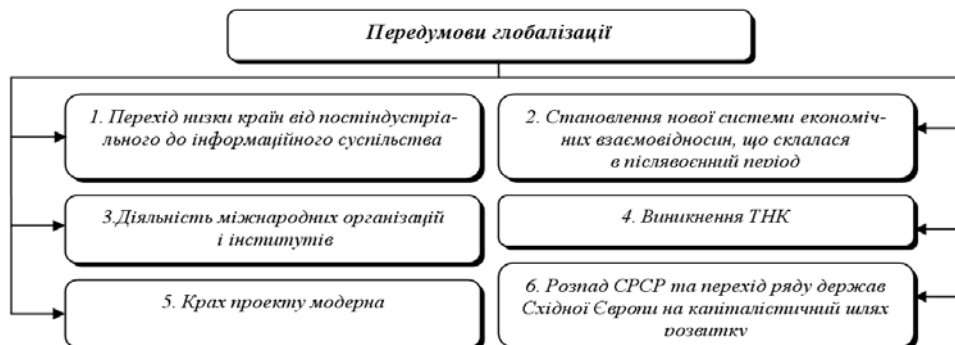 Передумови глобалізації
1. Перехід низки країн від постіндустрі-
ального до інформаційного суспільства
2. Становлення нової системи економіч-
них взаємовідносин, що склалася
в післявоєнний період
3.Діяльність міжнародних організацій
і інститутів
4. Виникнення ТНК
5. Крах проекту модерна
6. Розпад СРСР та перехід ряду держав
Східної Європи на капіталістичний шлях
розвитку